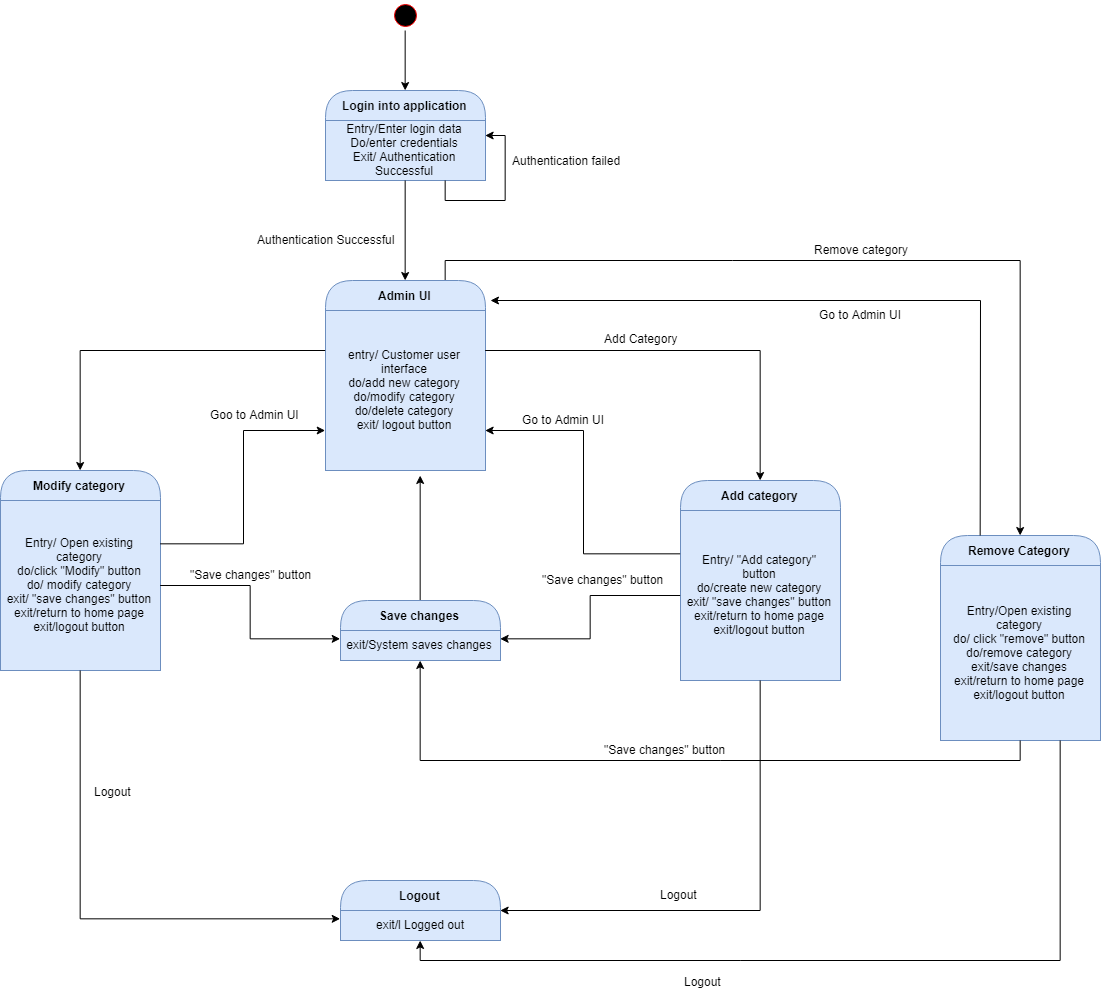 Login into application
Entry/Enter login data
Do/enter credentials
Exit/ Authentication
Successful
Authentication failed
Authentication Successful
Remove category
Admin UI
Go to Admin UI
entry/ Customer user
interface
do/add new category
do/modify category
do/delete category
exit/ logout button
Add Category
Goo to Admin UI
Go to Admin UI
Modify category
Entry/ Open existing
category
do/click "Modify" button
do/ modify category
exit/ "save changes" button
exit/return to home page
exit/logout button
"Save changes" button
Save changes
exit/System saves changes
"Save changes" button
Add category
Entry/ "Add category"
button
do/create new category
exit/ "save changes" button
exit/return to home page
exit/logout button
Remove Category
Entry/Open existing
category
do/ click "remove" button
do/remove category
exit/save changes
exit/return to home page
exit/logout button
"Save changes" button
Logout
Logout
exit/l Logged out
Logout
Logout